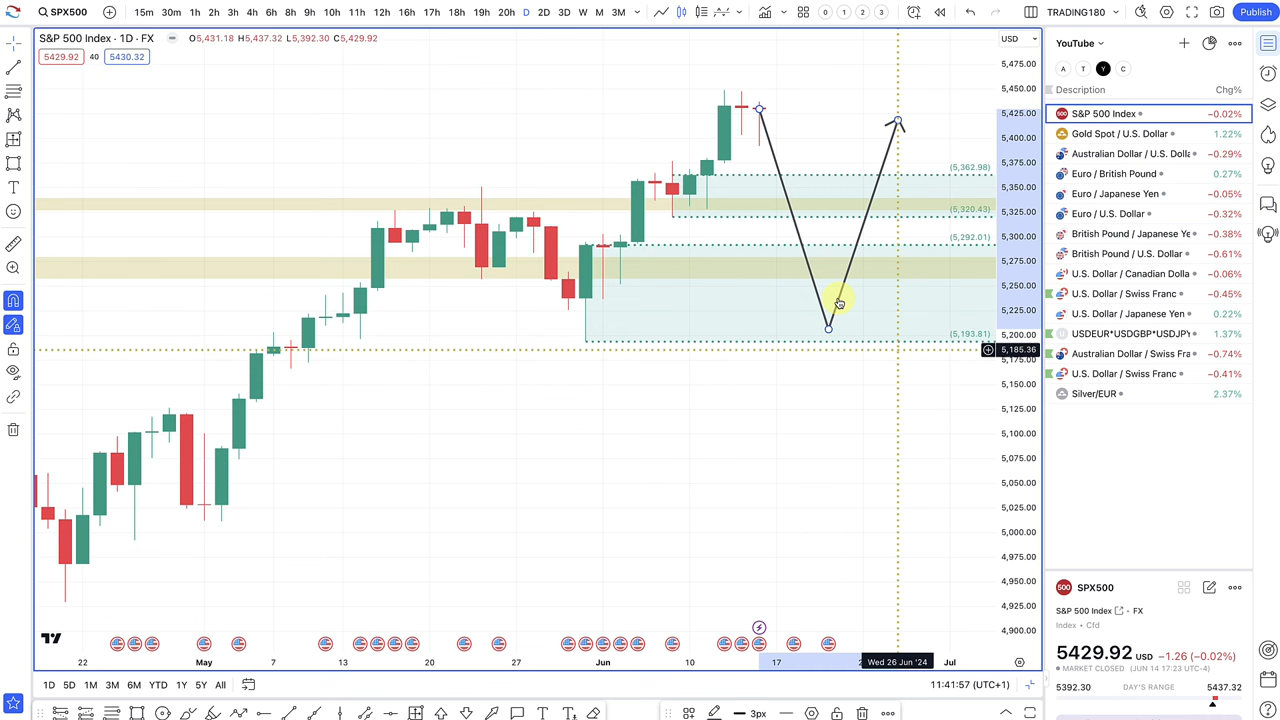 SPX500
15m 30m 1h 2h 3h 4h 6h 8h 9h 10h 11h 12h 16h 17h 18h 19h 20h D 2D 3D W M 3M
0 1 2 3
TRADING180
Publish
S&P 500 Index · 1D · FX
O5,431.18 H5,437.32 L5,392.30 C5,429.92
5429.92 40 5430.32
USD
5,475.00
5,450.00
5,425.00
5,400.00
5,375.00
5,350.00
5,325.00
5,300.00
5,275.00
5,250.00
5,225.00
5,200.00
5,185.36
5,175.00
5,150.00
5,125.00
5,100.00
5,075.00
5,050.00
5,025.00
5,000.00
4,975.00
4,950.00
4,925.00
4,900.00
(5,362.98)
(5,320.43)
(5,292.01)
(5,193.81)
22 May 7 13 20 27 Jun 10 17 Wed 26 Jun '24 Jul
1D 5D 1M 3M 6M YTD 1Y 5Y All
11:41:57 (UTC+1)
3px
YouTube
A T Y C
Description Chg%
S&P 500 Index −0.02%
Gold Spot / U.S. Dollar 1.22%
Australian Dollar / U.S. Dolla −0.29%
Euro / British Pound 0.27%
Euro / Japanese Yen −0.05%
Euro / U.S. Dollar −0.32%
British Pound / Japanese Ye −0.38%
British Pound / U.S. Dollar −0.61%
U.S. Dollar / Canadian Dolla −0.06%
U.S. Dollar / Swiss Franc −0.45%
U.S. Dollar / Japanese Yen 0.22%
USDEUR*USDGBP*USDJPY 1.37%
Australian Dollar / Swiss Fra −0.74%
U.S. Dollar / Swiss Franc −0.41%
Silver/EUR 2.37%
500 SPX500
S&P 500 Index · FX
Index · Cfd
5429.92 USD −1.26 (−0.02%)
MARKET CLOSED (JUN 14 17:23 UTC-4)
5392.30 DAY'S RANGE 5437.32